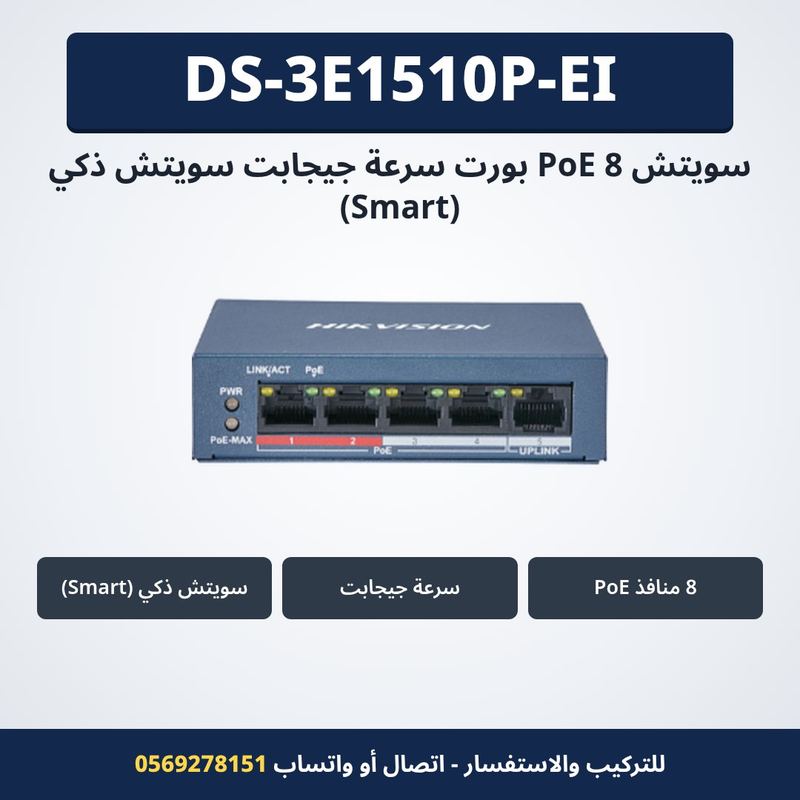 DS-3E1510P-EI
سويتش PoE 8 بورت سرعة جيجابت سويتش ذكي
(Smart)
HIKVISION
LINK/ACT PoE
PWR
PoE-MAX
1 2 3 4 5
PoE UPLINK
8 منافذ PoE
سرعة جيجابت
سويتش ذكي (Smart)
للتركيب والاستفسار - اتصال أو واتساب 0569278151